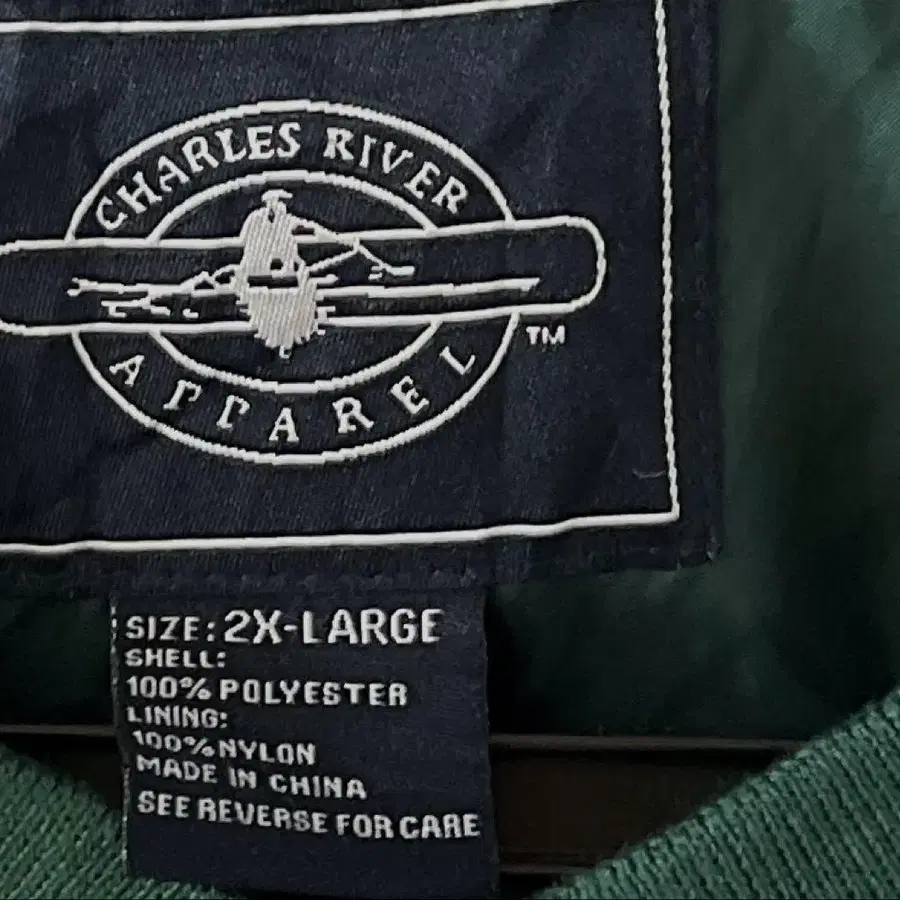 CHARLES RIVER
APPAREL
TM
SIZE: 2X-LARGE
SHELL:
100% POLYESTER
LINING:
100% NYLON
MADE IN CHINA
SEE REVERSE FOR CARE